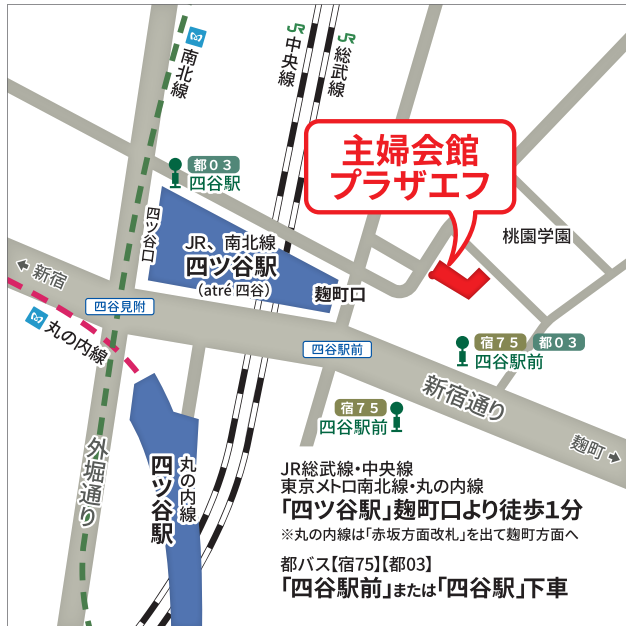 南北線
JR
中央線
JR
総武線
主婦会館
プラザエフ
都03
四谷駅
四ツ谷口
JR、南北線
四ツ谷駅
(atré 四谷)
麹町口
桃園学園
新宿
四谷見附
丸の内線
四谷駅前
宿75
都03
四谷駅前
新宿通り
宿75
四谷駅前
麹町
外堀通り
丸の内線
四ツ谷駅
JR総武線・中央線
東京メトロ南北線・丸の内線
「四ツ谷駅」麹町口より徒歩1分
※丸の内線は「赤坂方面改札」を出て麹町方面へ
都バス【宿75】【都03】
「四谷駅前」または「四谷駅」下車